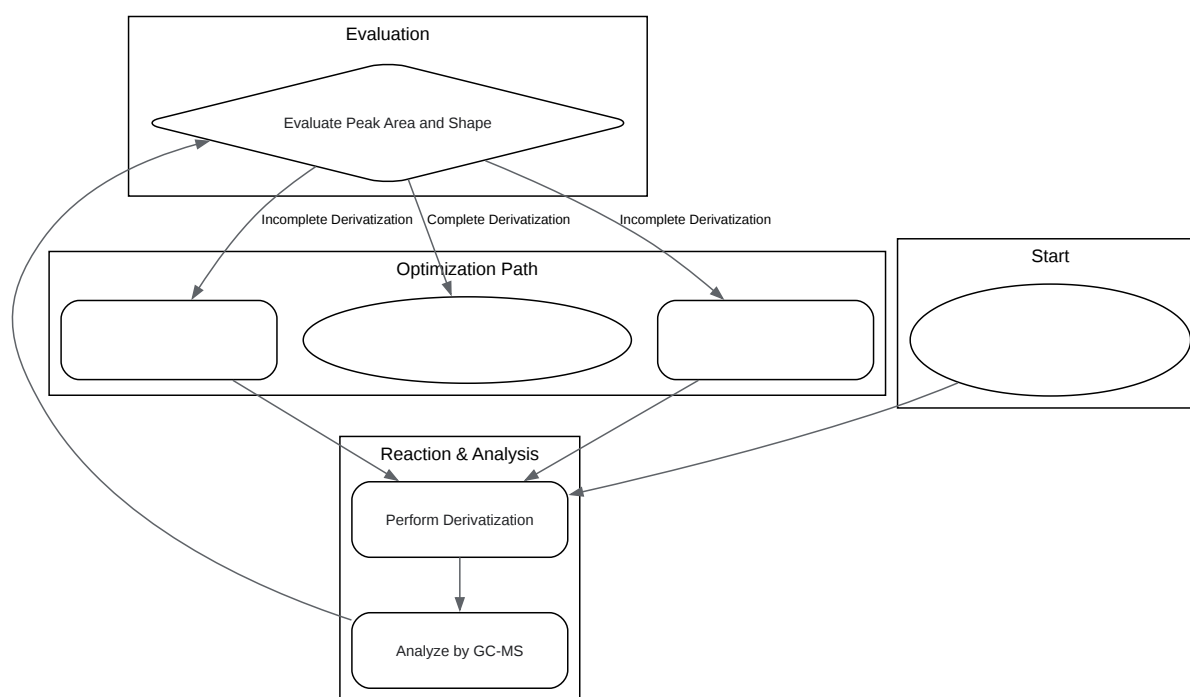 Evaluation
Evaluate Peak Area and Shape
Incomplete Derivatization
Complete Derivatization
Incomplete Derivatization
Optimization Path
Start
Reaction & Analysis
Perform Derivatization
Analyze by GC-MS